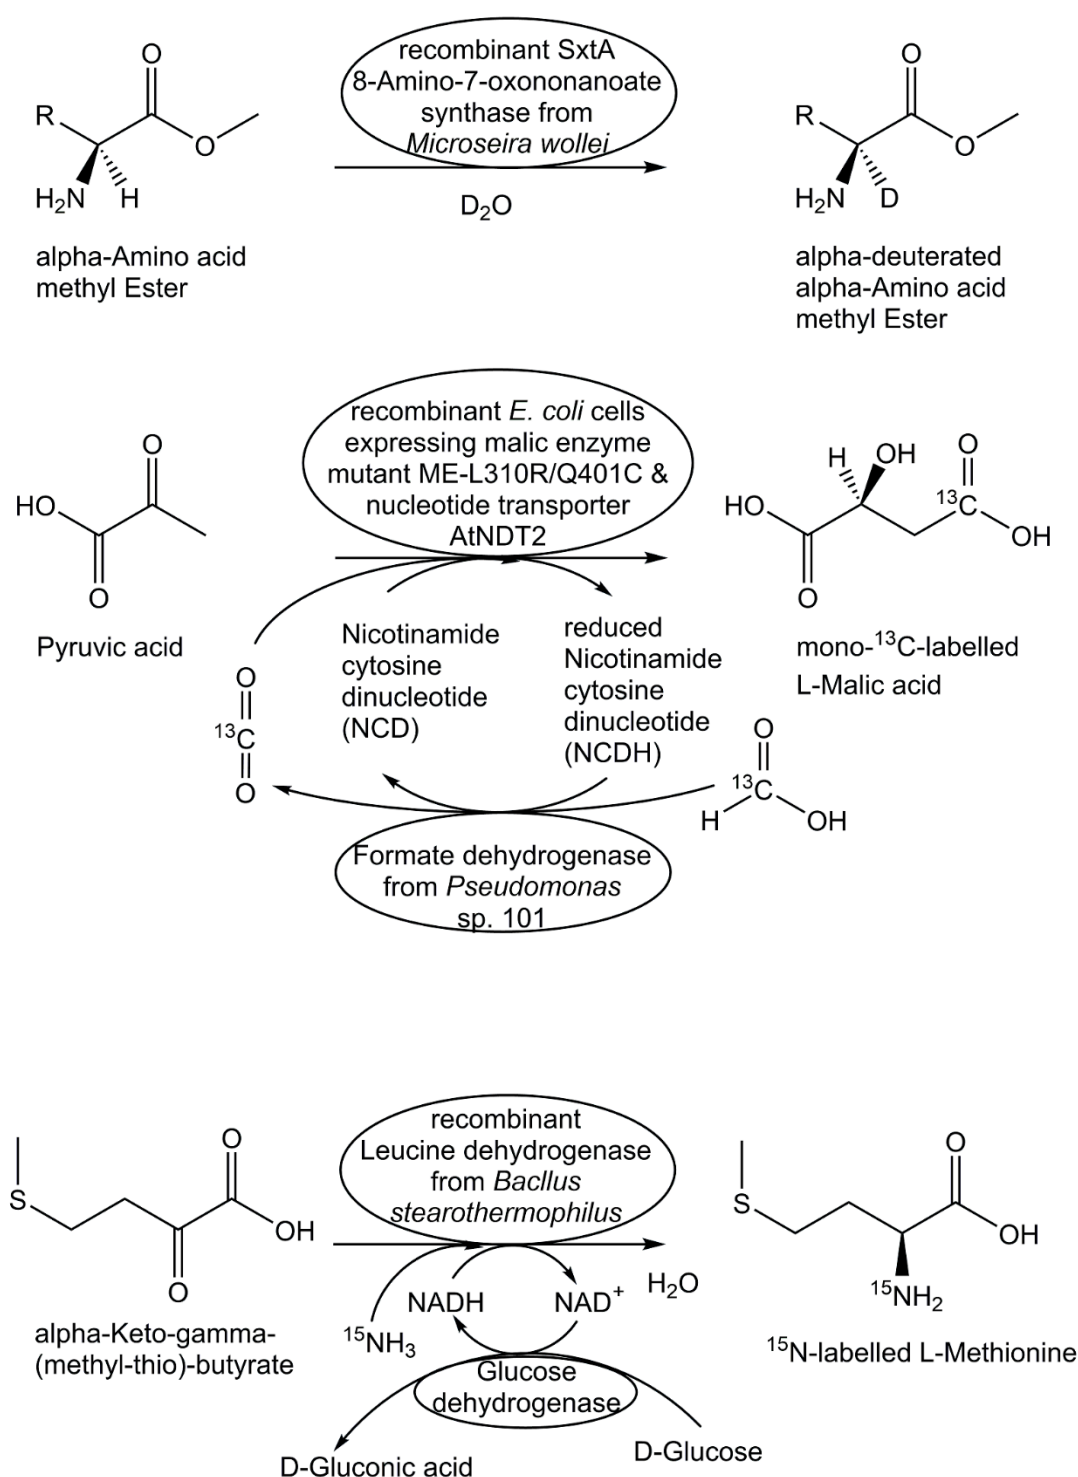 recombinant SxtA
8-Amino-7-oxononanoate
synthase from
Microseira wollei
D2O
O
R
O
H2N
H
alpha-Amino acid
methyl Ester
O
R
O
H2N
D
alpha-deuterated
alpha-Amino acid
methyl Ester
recombinant E. coli cells
expressing malic enzyme
mutant ME-L310R/Q401C &
nucleotide transporter
AtNDT2
O
HO
O
Pyruvic acid
H
OH
O
HO
13C
OH
O
mono-13C-labelled
L-Malic acid
O
13C
O
Nicotinamide
cytosine
dinucleotide
(NCD)
reduced
Nicotinamide
cytosine
dinucleotide
(NCDH)
O
13C
H
OH
Formate dehydrogenase
from Pseudomonas
sp. 101
recombinant
Leucine dehydrogenase
from Bacllus
stearothermophilus
S
O
OH
O
alpha-Keto-gamma-
(methyl-thio)-butyrate
15NH3
NADH
NAD+
H2O
Glucose
dehydrogenase
D-Gluconic acid
D-Glucose
S
O
OH
15NH2
15N-labelled L-Methionine